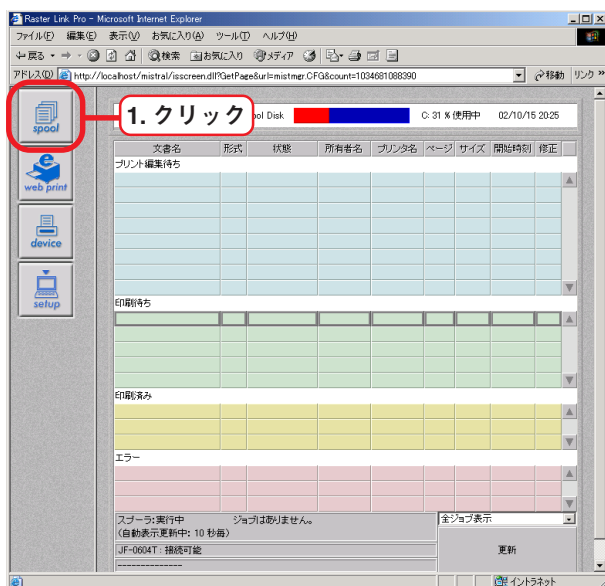 Raster Link Pro - Microsoft Internet Explorer
ファイル(F) 編集(E) 表示(V) お気に入り(A) ツール(T) ヘルプ(H)
戻る 検索 お気に入り メディア
アドレス(D) http://localhost/mistral/isscreen.dll?GetPage&url=mistmgr.CFG&count=1034681088390 移動 リンク »
spool
1. クリック
ool Disk C: 31 % 使用中 02/10/15 20:25
web print
device
setup
文書名 形式 状態 所有者名 プリンタ名 ページ サイズ 開始時刻 修正
プリント編集待ち
印刷待ち
印刷済み
エラー
スプーラ:実行中 ジョブはありません。 全ジョブ表示
(自動表示更新中: 10 秒毎)
JF-0604T : 接続可能 更新
--------------
イントラネット